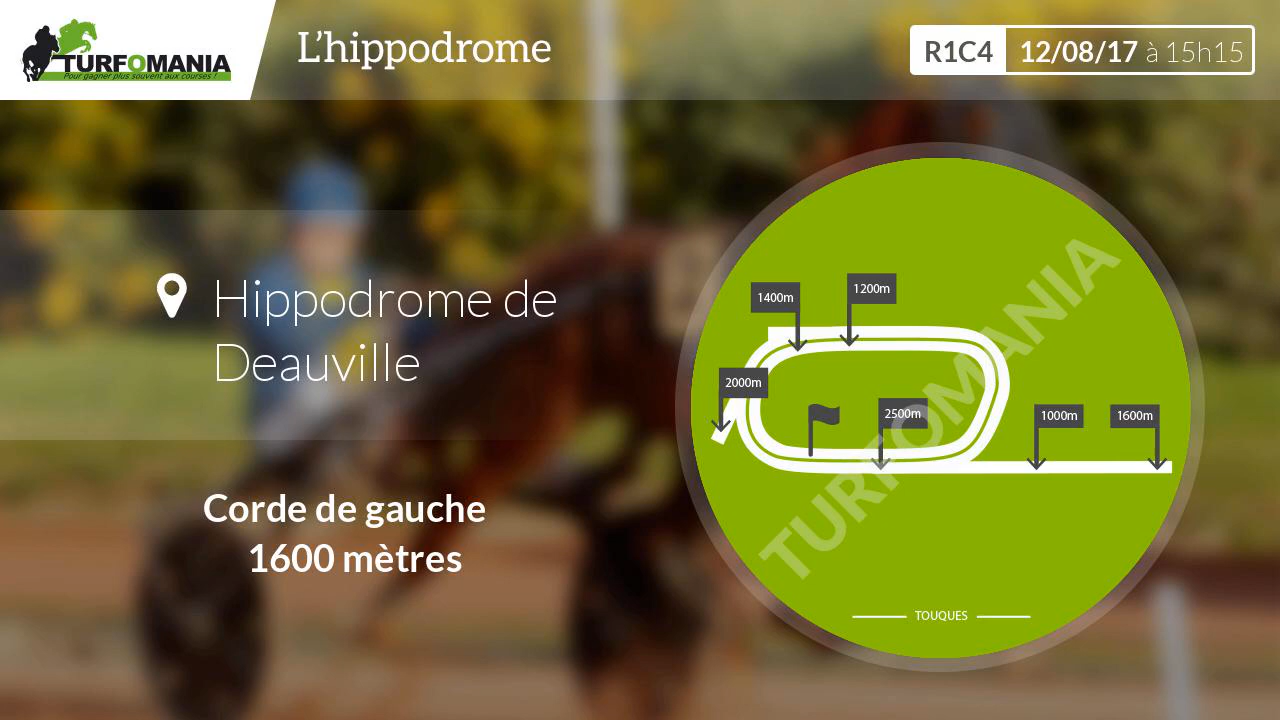 TURFOMANIA
Pour gagner plus souvent aux courses !
L'hippodrome
R1C4 12/08/17 à 15h15
Hippodrome de
Deauville
Corde de gauche
1600 mètres
1400m
1200m
2000m
2500m
1000m
1600m
TURFOMANIA
TOUQUES